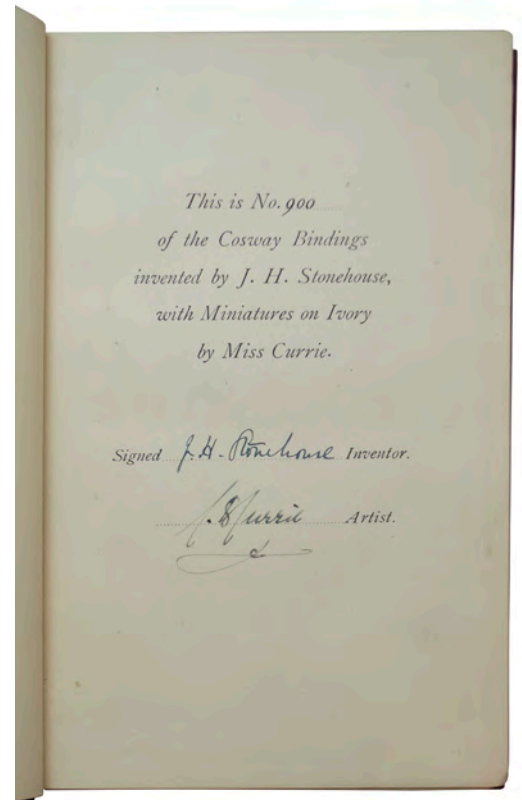 This is No. 900
of the Cosway Bindings
invented by J. H. Stonehouse,
with Miniatures on Ivory
by Miss Currie.
Signed J. H. Stonehouse Inventor.
C. B. Currie Artist.